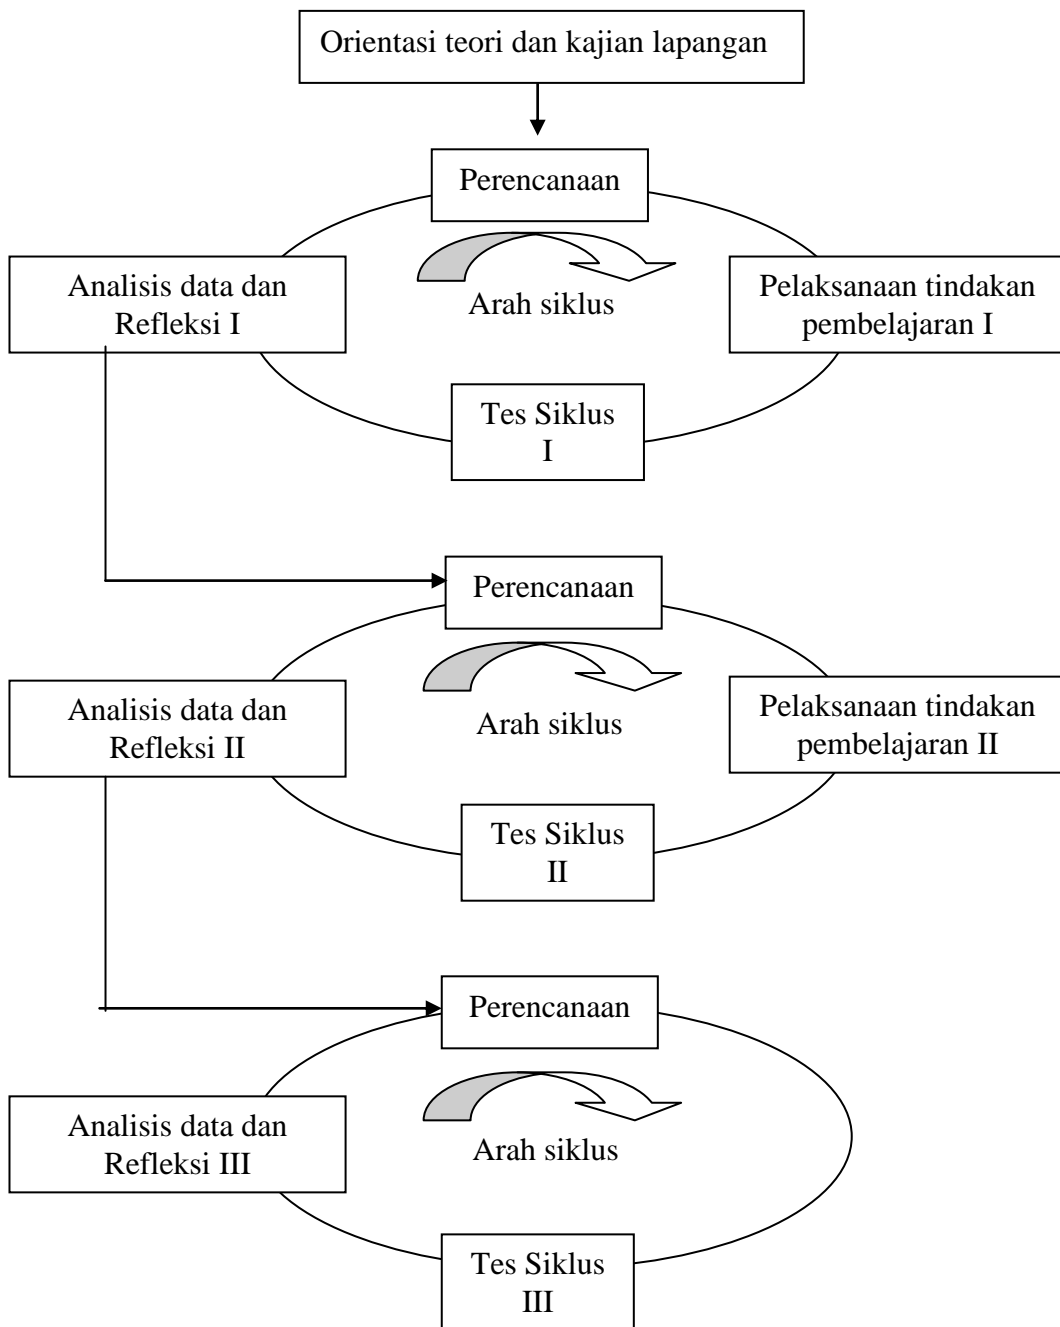 Orientasi teori dan kajian lapangan
Perencanaan
Analisis data dan
Refleksi I
Arah siklus
Pelaksanaan tindakan
pembelajaran I
Tes Siklus
I
Perencanaan
Analisis data dan
Refleksi II
Arah siklus
Pelaksanaan tindakan
pembelajaran II
Tes Siklus
II
Perencanaan
Analisis data dan
Refleksi III
Arah siklus
Tes Siklus
III